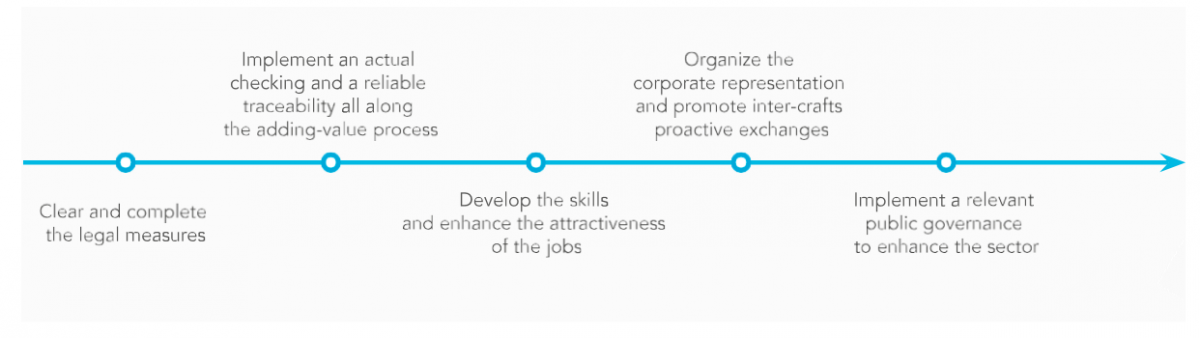 Clear and complete
the legal measures
Implement an actual
checking and a reliable
traceability all along
the adding-value process
Develop the skills
and enhance the attractiveness
of the jobs
Organize the
corporate representation
and promote inter-crafts
proactive exchanges
Implement a relevant
public governance
to enhance the sector